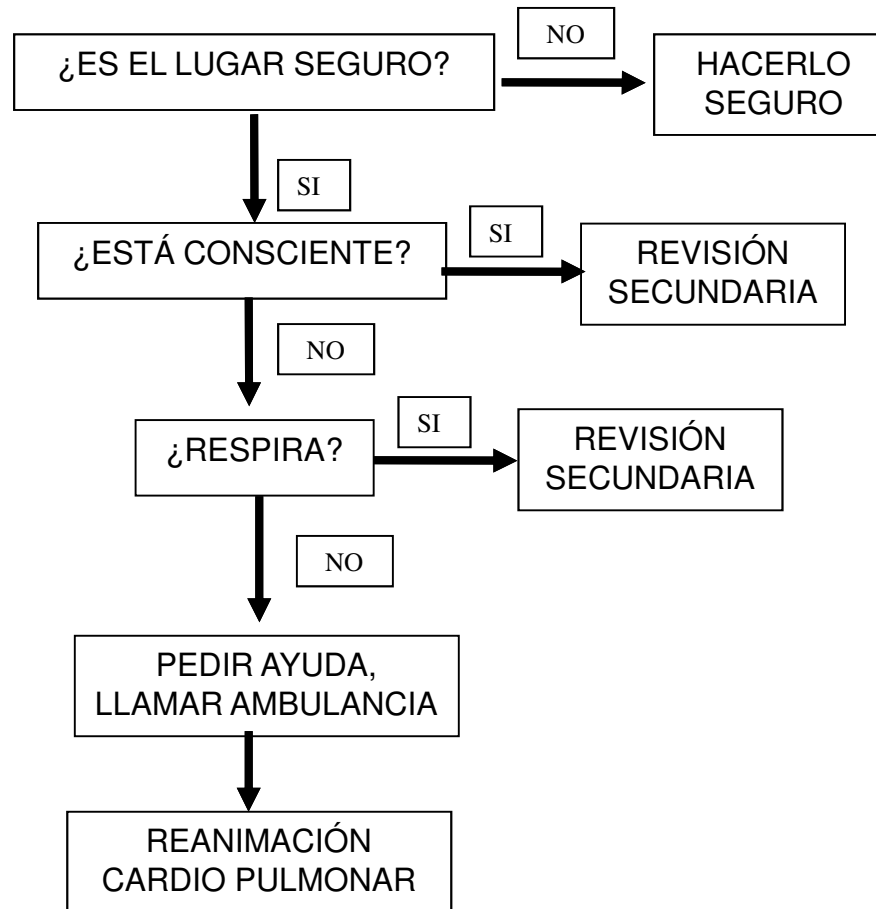 ¿ES EL LUGAR SEGURO?
NO
HACERLO
SEGURO
SI
¿ESTÁ CONSCIENTE?
SI
REVISIÓN
SECUNDARIA
NO
¿RESPIRA?
SI
REVISIÓN
SECUNDARIA
NO
PEDIR AYUDA,
LLAMAR AMBULANCIA
REANIMACIÓN
CARDIO PULMONAR